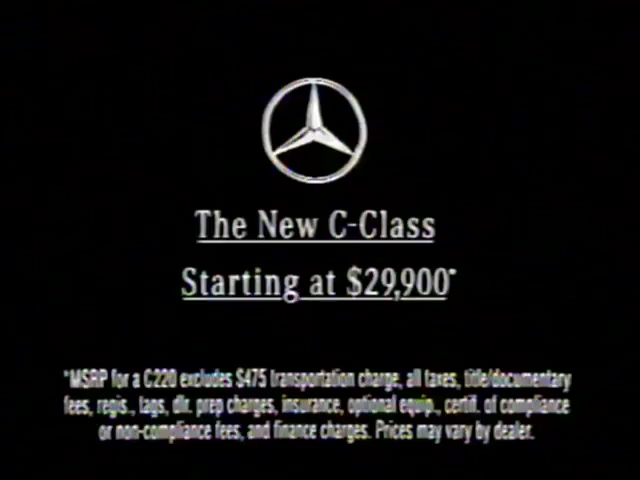 The New C-Class
Starting at $29,900*
*MSRP for a C220 excludes $475 transportation charge, all taxes, title/documentary
fees, regis., tags, dlr. prep charges, insurance, optional equip., certif. of compliance
or non-compliance fees, and finance charges. Prices may vary by dealer.